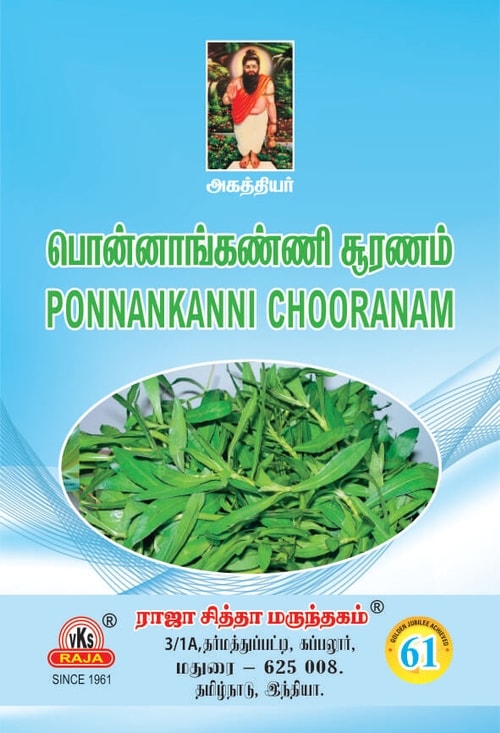 அகத்தியர்
பொன்னாங்கண்ணி சூரணம்
PONNANKANNI CHOORANAM
ராஜா சித்தா மருந்தகம்®
3/1A,தர்மத்துப்பட்டி, கப்பலூர்,
மதுரை – 625 008.
தமிழ்நாடு, இந்தியா.
VKS ®
RAJA
SINCE 1961
GOLDEN JUBILEE ACHIEVED
61